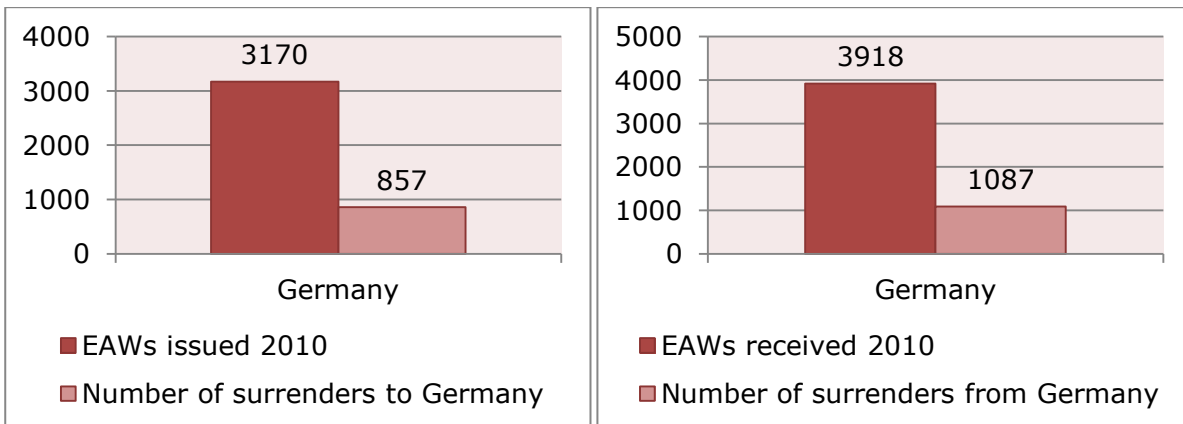 4000
3000
2000
1000
0
3170
857
Germany
EAWs issued 2010
Number of surrenders to Germany
5000
4000
3000
2000
1000
0
3918
1087
Germany
EAWs received 2010
Number of surrenders from Germany